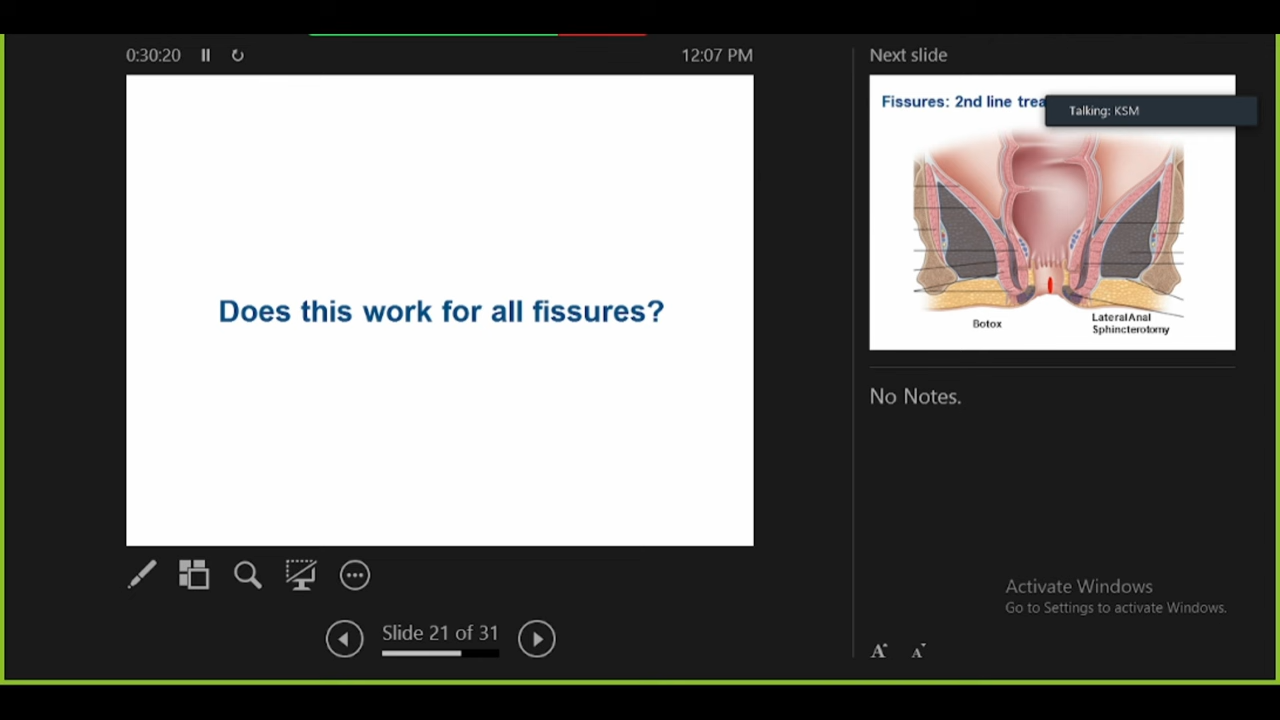 0:30:20
12:07 PM
Does this work for all fissures?
Slide 21 of 31
Next slide
Fissures: 2nd line
Talking: KSM
Botox
Lateral Anal
Sphincterotomy
No Notes.
Activate Windows
Go to Settings to activate Windows.
A
A